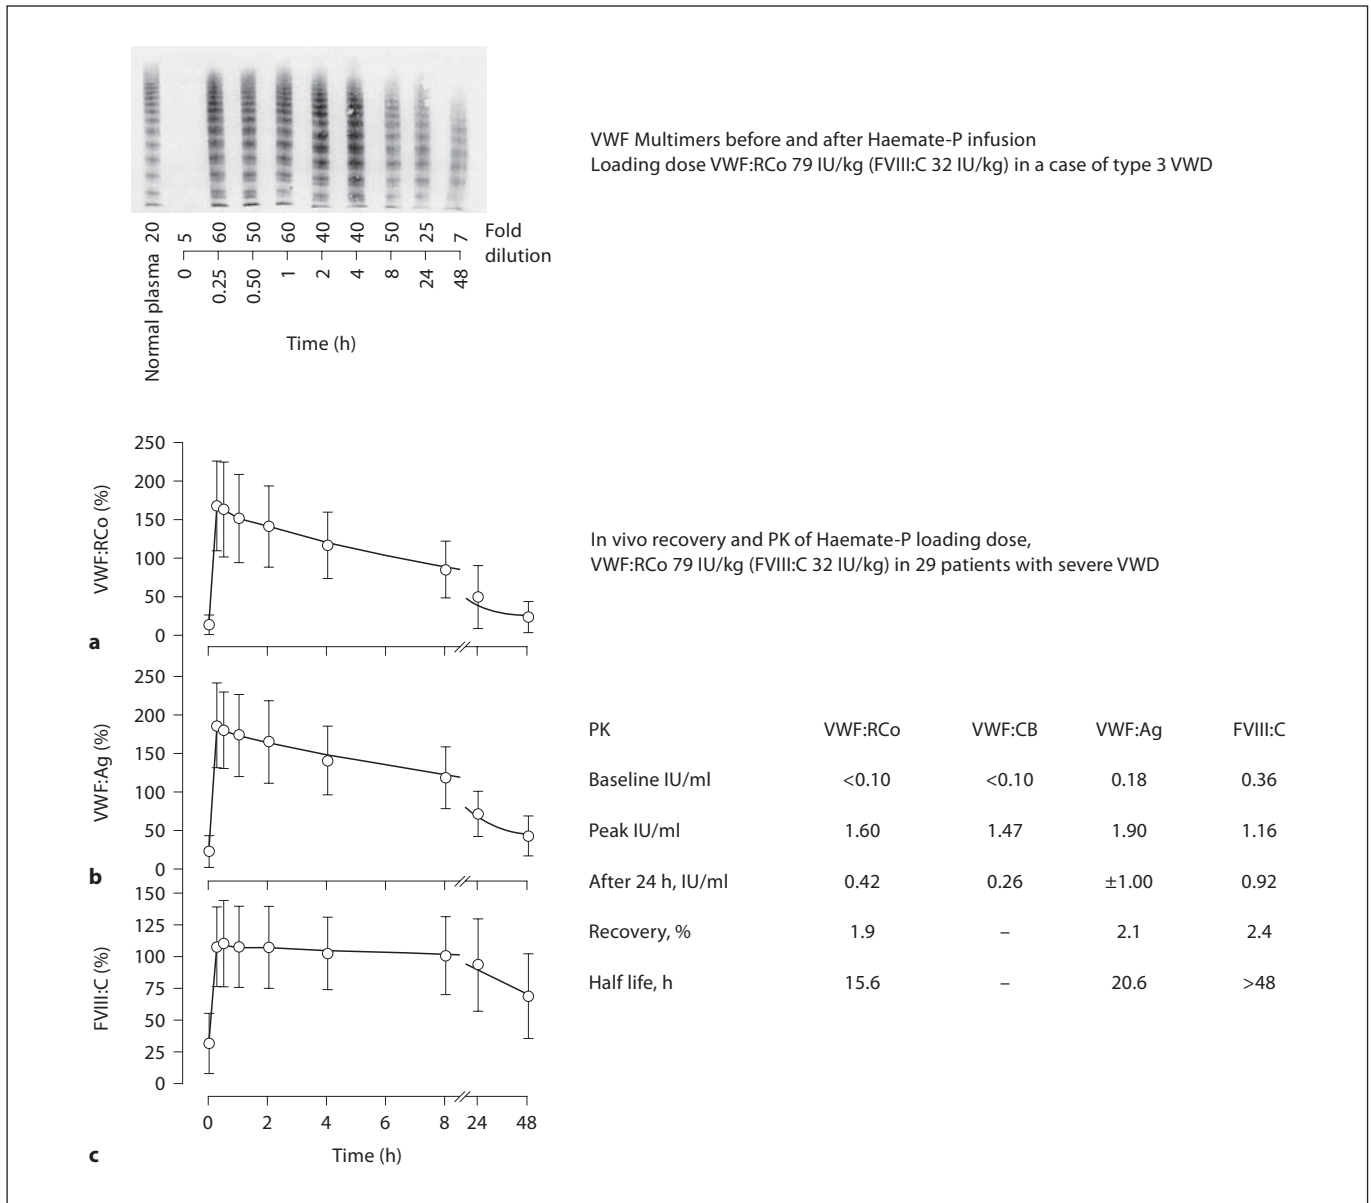 VWF Multimers before and after Haemate-P infusion
Loading dose VWF:RCo 79 IU/kg (FVIII:C 32 IU/kg) in a case of type 3 VWD
20 5 60 50 60 40 40 50 25 7 Fold
dilution
Normal plasma 0 0.25 0.50 1 2 4 8 24 48
Time (h)
250
200
150
100
50
0
VWF:RCo (%)
In vivo recovery and PK of Haemate-P loading dose,
VWF:RCo 79 IU/kg (FVIII:C 32 IU/kg) in 29 patients with severe VWD
a
250
200
150
100
50
0
VWF:Ag (%)
b
150
125
100
75
50
25
0
FVIII:C (%)
0 2 4 6 8 24 48
Time (h)
c
PK VWF:RCo VWF:CB VWF:Ag FVIII:C
Baseline IU/ml <0.10 <0.10 0.18 0.36
Peak IU/ml 1.60 1.47 1.90 1.16
After 24 h, IU/ml 0.42 0.26 ±1.00 0.92
Recovery, % 1.9 – 2.1 2.4
Half life, h 15.6 – 20.6 >48